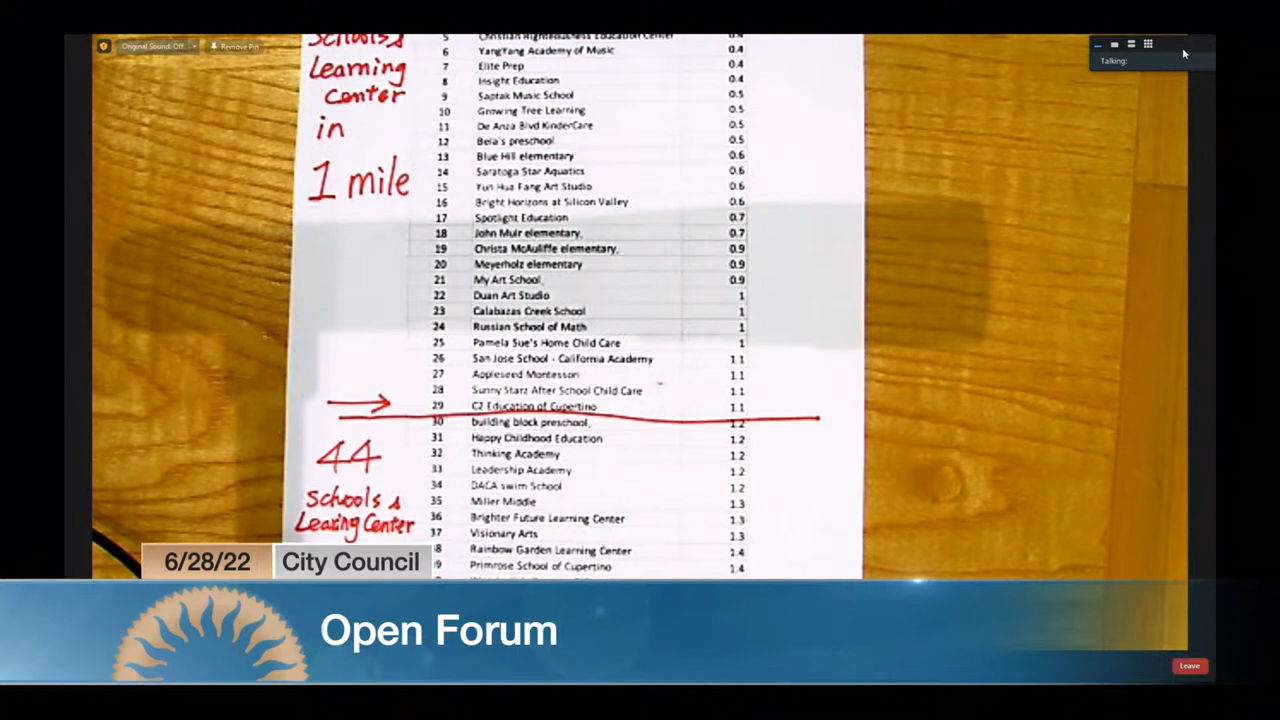 Original Sound: Off
Remove Pin
Talking:
Schools &
Learning
Center
in
1 mile
5 Christian Righteousness Education Center 0.4
6 YangYang Academy of Music 0.4
7 Elite Prep 0.4
8 Insight Education 0.4
9 Saptak Music School 0.5
10 Growing Tree Learning 0.5
11 De Anza Blvd KinderCare 0.5
12 Bela's preschool 0.5
13 Blue Hill elementary 0.6
14 Saratoga Star Aquatics 0.6
15 Yun Hua Fang Art Studio 0.6
16 Bright Horizons at Silicon Valley 0.6
17 Spotlight Education 0.7
18 John Muir elementary, 0.7
19 Christa McAuliffe elementary, 0.9
20 Meyerholz elementary 0.9
21 My Art School, 0.9
22 Duan Art Studio 1
23 Calabazas Creek School 1
24 Russian School of Math 1
25 Pamela Sue's Home Child Care 1
26 San Jose School - California Academy 1.1
27 Appleseed Montessori 1.1
28 Sunny Starz After School Child Care 1.1
29 C2 Education of Cupertino 1.1
30 building block preschool, 1.2
31 Happy Childhood Education 1.2
32 Thinking Academy 1.2
33 Leadership Academy 1.2
34 DACA swim School 1.2
35 Miller Middle 1.3
36 Brighter Future Learning Center 1.3
37 Visionary Arts 1.3
38 Rainbow Garden Learning Center 1.4
39 Primrose School of Cupertino 1.4
44
Schools &
Learing Center
6/28/22 City Council
Open Forum
Leave